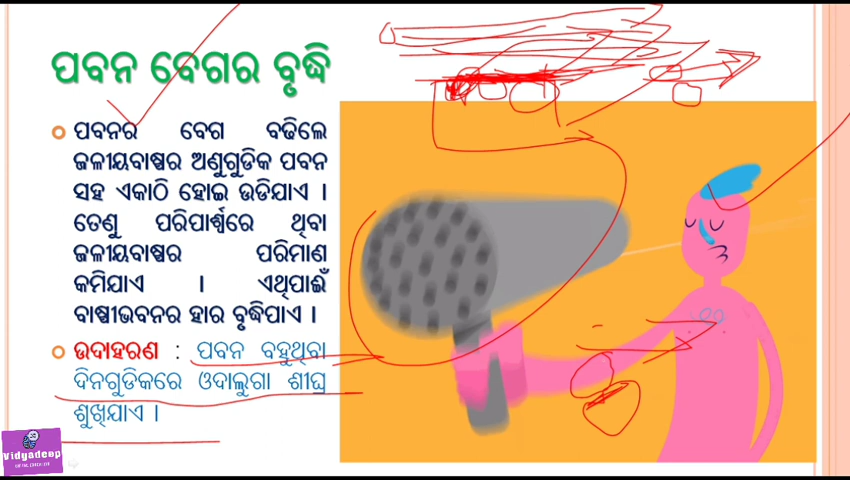 ପବନ ବେଗର ବୃଦ୍ଧି
ପବନର ବେଗ ବଢିଲେ
ଜଳୀୟବାଷ୍ପର ଅଣୁଗୁଡିକ ପବନ
ସହ ଏକାଠି ହୋଇ ଉଡିଯାଏ ।
ତେଣୁ ପରିପାର୍ଶ୍ଵରେ ଥିବା
ଜଳୀୟବାଷ୍ପର ପରିମାଣ
କମିଯାଏ । ଏଥିପାଇଁ
ବାଷ୍ପୀଭବନର ହାର ବୃଦ୍ଧିପାଏ ।
ଉଦାହରଣ : ପବନ ବହୁଥିବା
ଦିନଗୁଡିକରେ ଓଦାଲୁଗା ଶୀଘ୍ର
ଶୁଖିଯାଏ ।
Vidyadeep